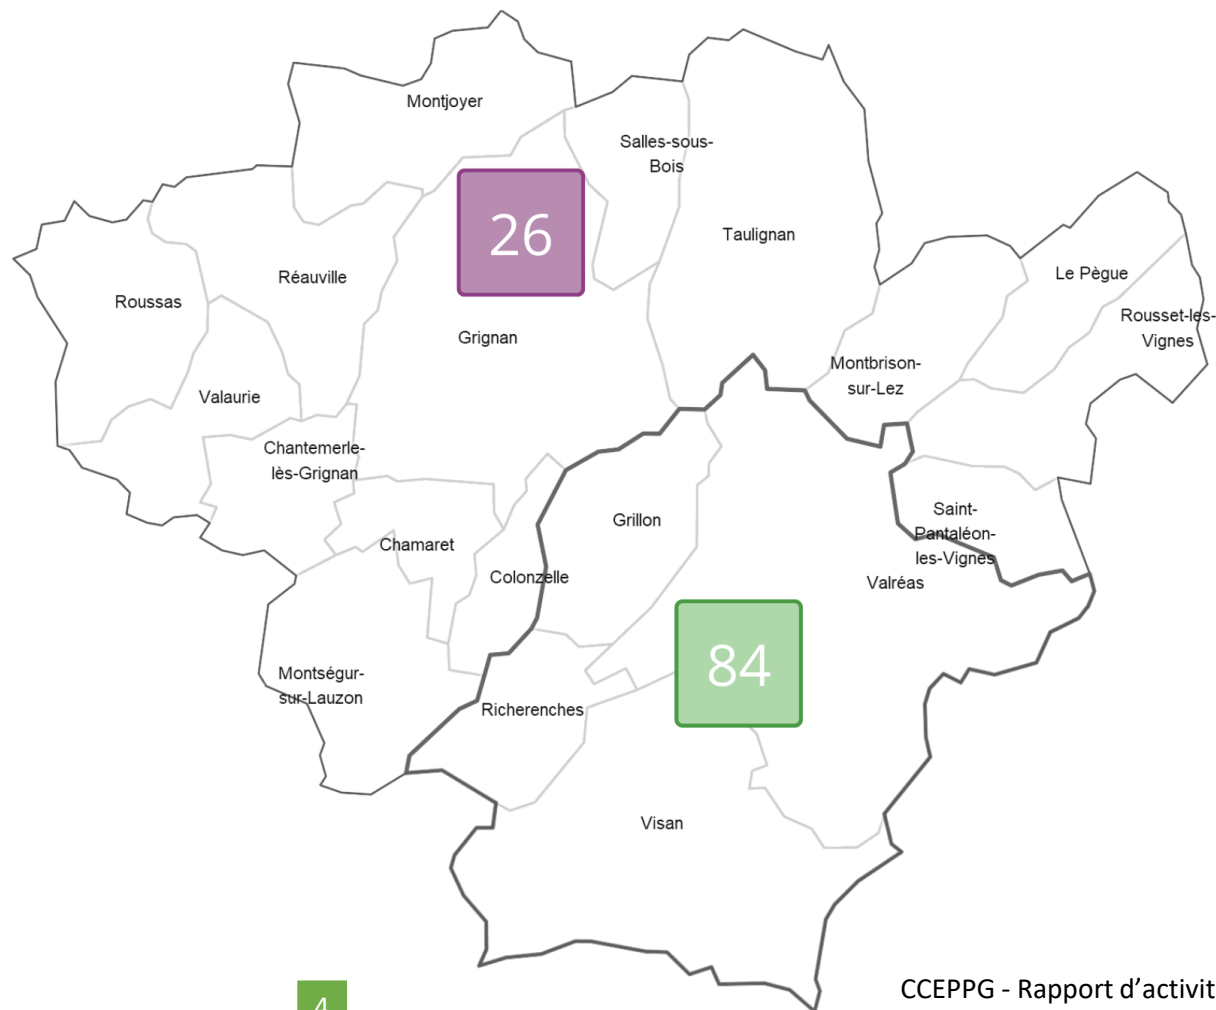 Montjoyer
Salles-sous-
Bois
26
Taulignan
Réauville
Roussas
Le Pègue
Rousset-les-
Vignes
Grignan
Montbrison-
sur-Lez
Valaurie
Chantemerle-
lès-Grignan
Grillon
Saint-
Pantaléon-
les-Vignes
Chamaret
Colonzelle
Valréas
84
Montségur-
sur-Lauzon
Richerenches
Visan
4
CCEPPG - Rapport d’activit